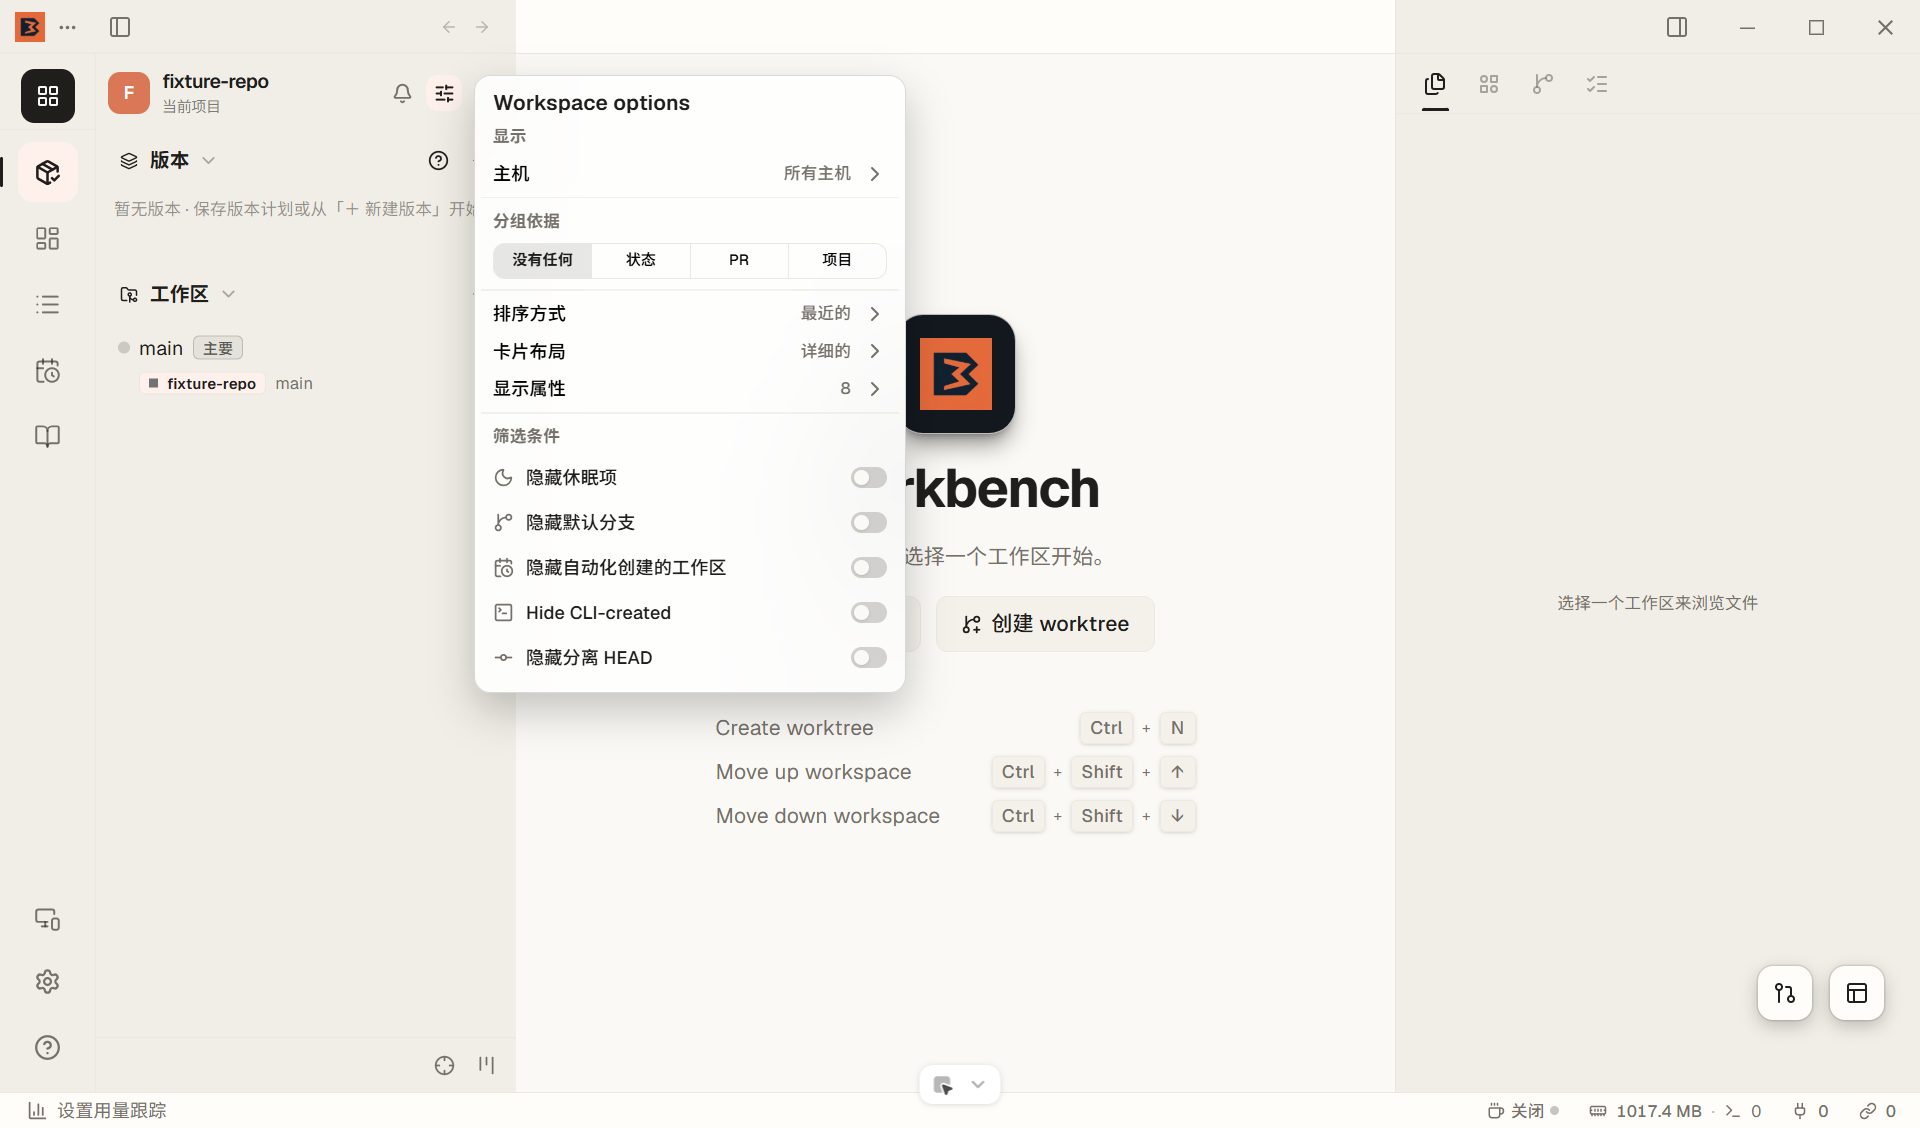 F
fixture-repo
当前项目
版本
暂无版本 · 保存版本计划或从「＋ 新建版本」开始
工作区
main 主要
fixture-repo main
Workspace options
显示
主机 所有主机
分组依据
没有任何 状态 PR 项目
排序方式 最近的
卡片布局 详细的
显示属性 8
筛选条件
隐藏休眠项
隐藏默认分支
隐藏自动化创建的工作区
Hide CLI-created
隐藏分离 HEAD
rkbench
选择一个工作区开始。
创建 worktree
Create worktree Ctrl + N
Move up workspace Ctrl + Shift + ↑
Move down workspace Ctrl + Shift + ↓
选择一个工作区来浏览文件
设置用量跟踪
关闭 1017.4 MB · 0 0 0